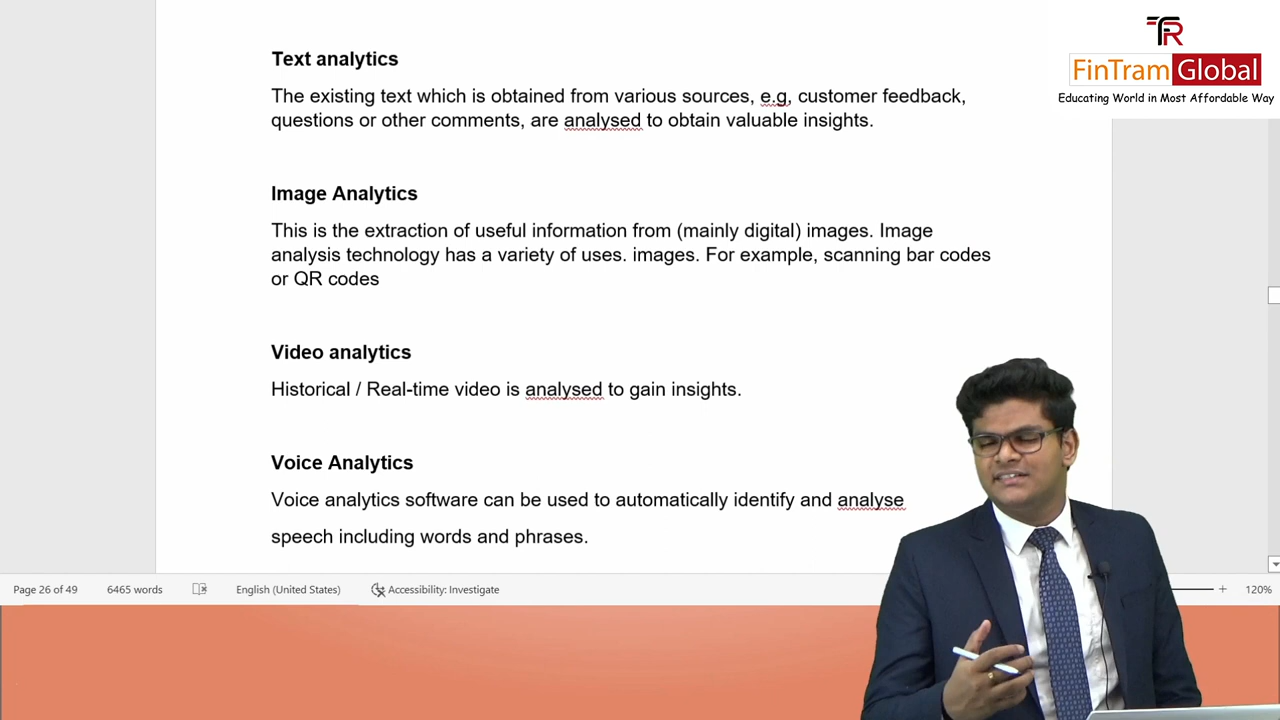 Text analytics
The existing text which is obtained from various sources, e.g, customer feedback,
questions or other comments, are analysed to obtain valuable insights.
Image Analytics
This is the extraction of useful information from (mainly digital) images. Image
analysis technology has a variety of uses. images. For example, scanning bar codes
or QR codes
Video analytics
Historical / Real-time video is analysed to gain insights.
Voice Analytics
Voice analytics software can be used to automatically identify and analyse
speech including words and phrases.
TR
FinTram Global
Educating World in Most Affordable Way
Page 26 of 49
6465 words
English (United States)
Accessibility: Investigate
120%